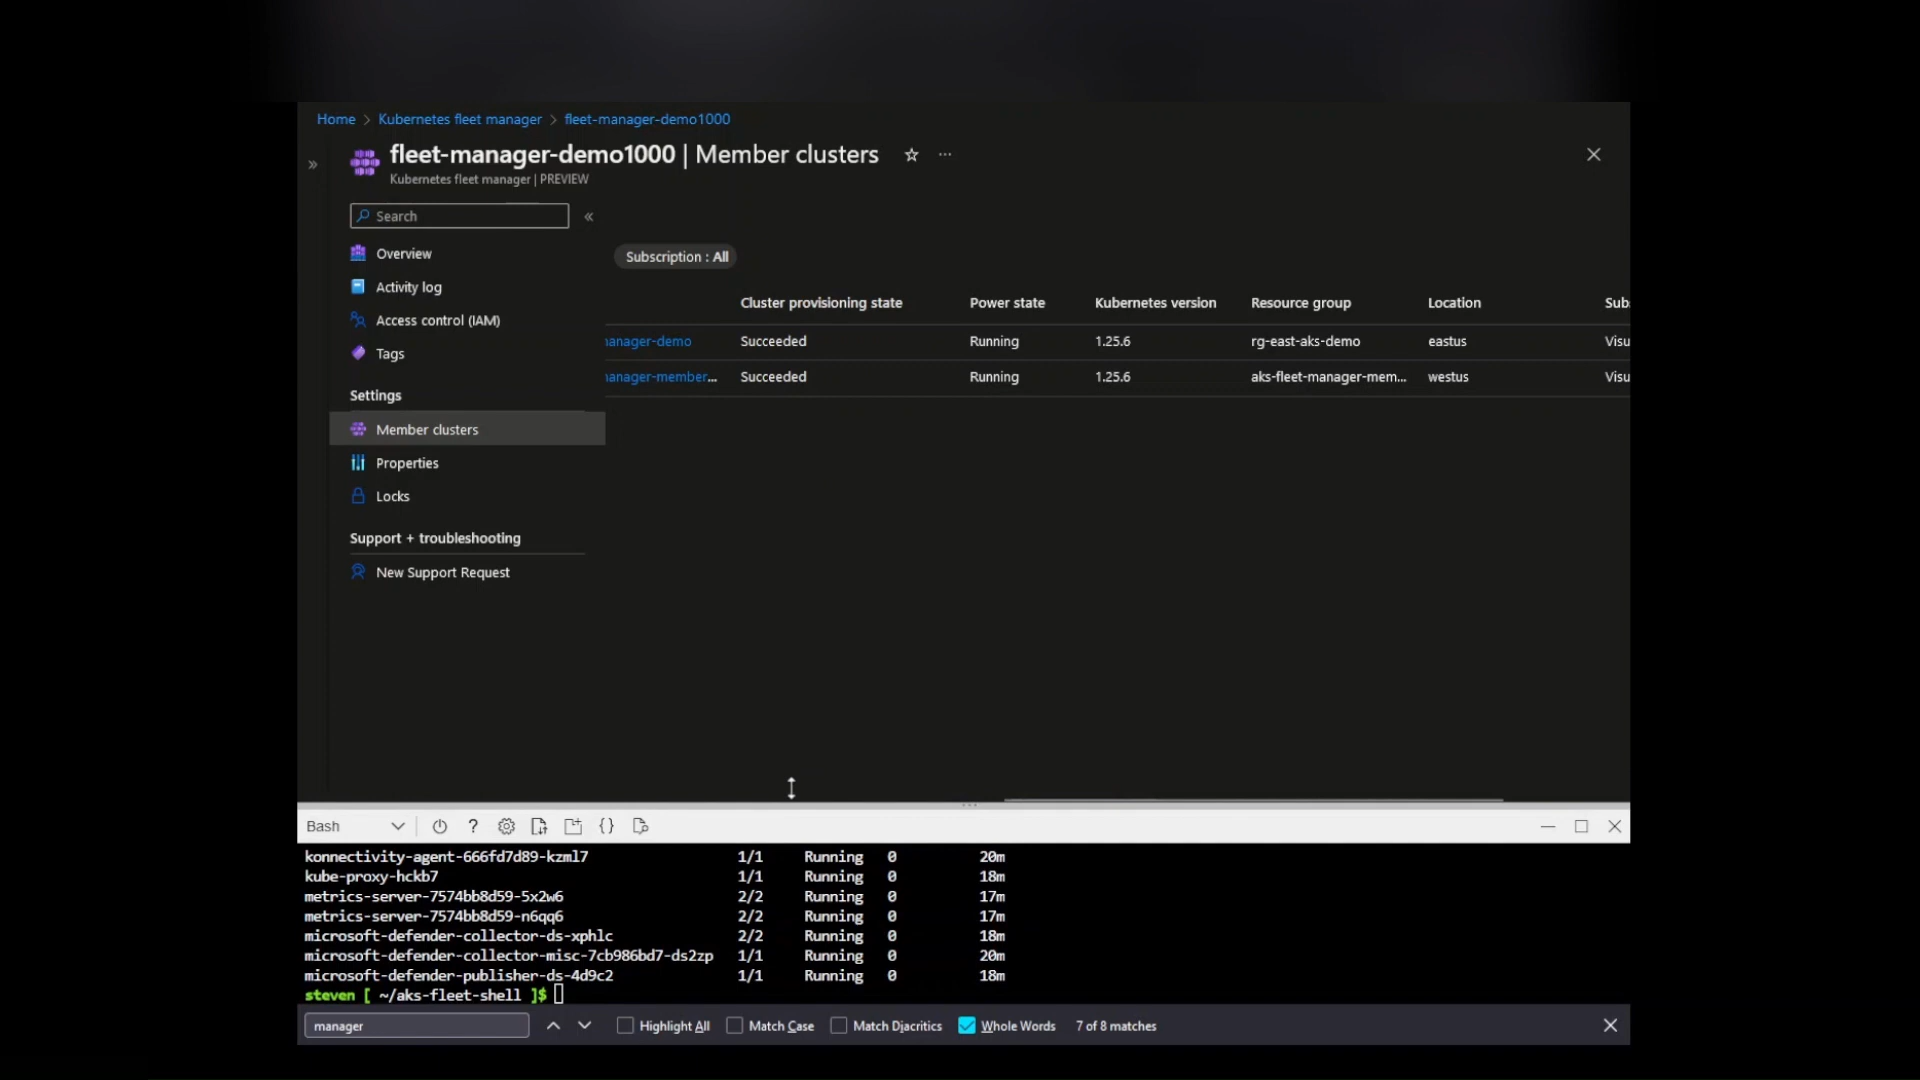 Home > Kubernetes fleet manager > fleet-manager-demo1000
fleet-manager-demo1000 | Member clusters
Kubernetes fleet manager | PREVIEW
Search
Overview
Activity log
Access control (IAM)
Tags
Settings
Member clusters
Properties
Locks
Support + troubleshooting
New Support Request
Subscription : All
Cluster provisioning state Power state Kubernetes version Resource group Location Sub
anager-demo Succeeded Running 1.25.6 rg-east-aks-demo eastus Visu
anager-member... Succeeded Running 1.25.6 aks-fleet-manager-mem... westus Visu
Bash
konnectivity-agent-666fd7d89-kzml7 1/1 Running 0 20m
kube-proxy-hckb7 1/1 Running 0 18m
metrics-server-7574bb8d59-5x2w6 2/2 Running 0 17m
metrics-server-7574bb8d59-n6qq6 2/2 Running 0 17m
microsoft-defender-collector-ds-xphlc 2/2 Running 0 18m
microsoft-defender-collector-misc-7cb986bd7-ds2zp 1/1 Running 0 20m
microsoft-defender-publisher-ds-4d9c2 1/1 Running 0 18m
steven [ ~/aks-fleet-shell ]$
manager Highlight All Match Case Match Diacritics Whole Words 7 of 8 matches